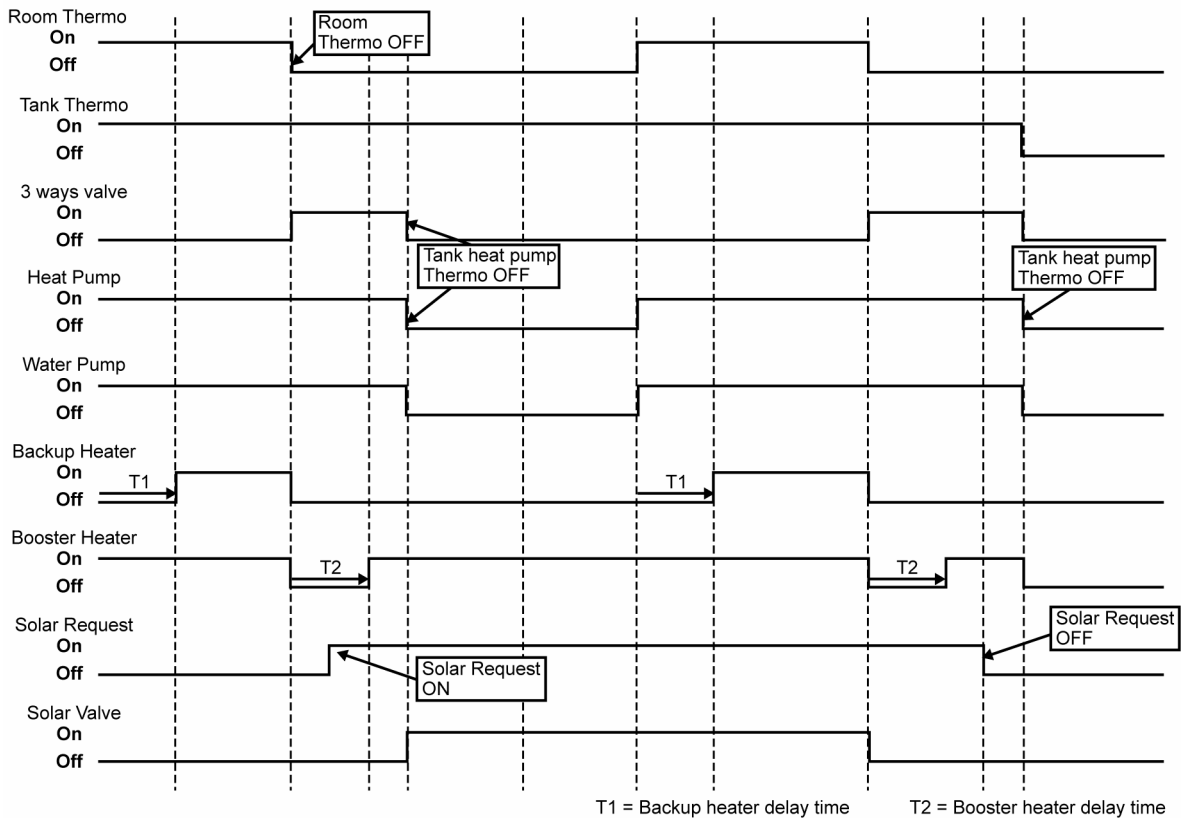 Room Thermo
On
Off
Room
Thermo OFF
Tank Thermo
On
Off
3 ways valve
On
Off
Tank heat pump
Thermo OFF
Tank heat pump
Thermo OFF
Heat Pump
On
Off
Water Pump
On
Off
Backup Heater
On
Off
T1
T1
Booster Heater
On
Off
T2
T2
Solar Request
On
Off
Solar Request
ON
Solar Request
OFF
Solar Valve
On
Off
T1 = Backup heater delay time
T2 = Booster heater delay time